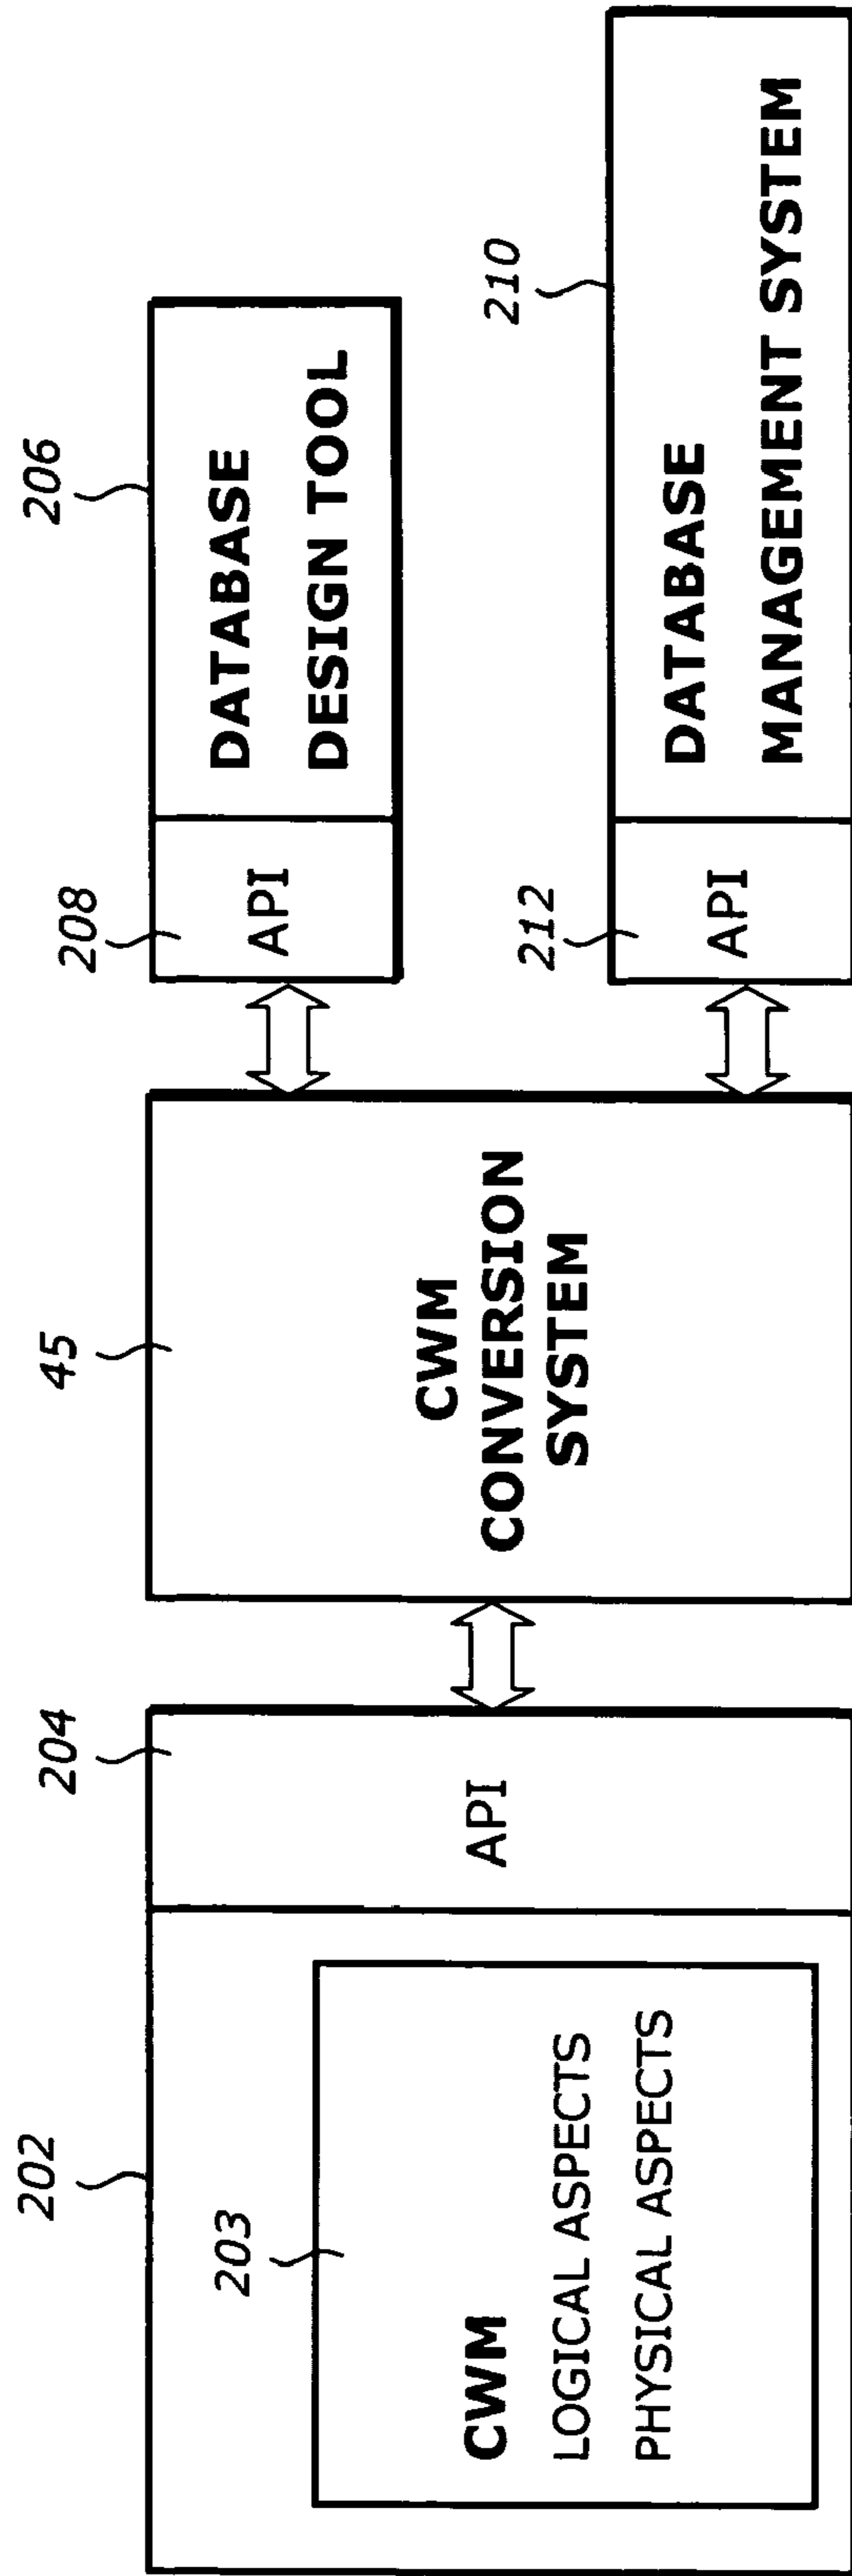 202
203
CWM
LOGICAL ASPECTS
PHYSICAL ASPECTS
204
API
45
CWM
CONVERSION
SYSTEM
206
208
API
DATABASE
DESIGN TOOL
210
212
API
DATABASE
MANAGEMENT SYSTEM